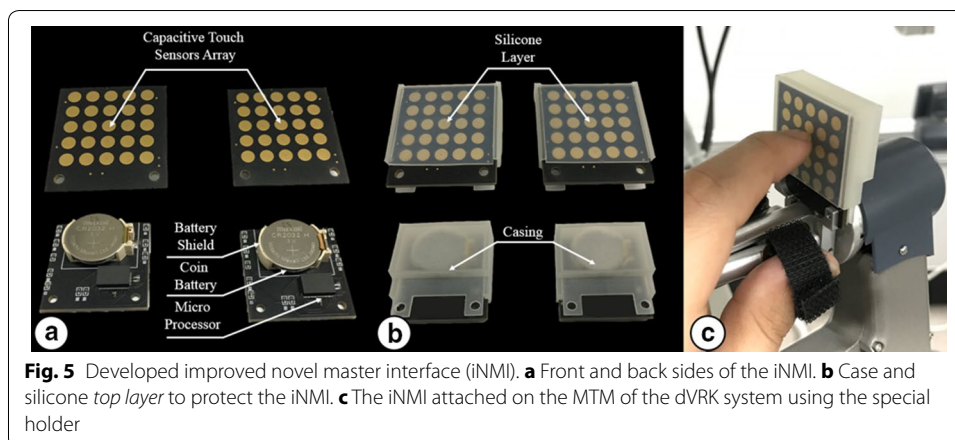 Capacitive Touch
Sensors Array
Silicone
Layer
Battery
Shield
Coin
Battery
Micro
Processor
Casing
CR2032 H
a
b
c
Fig. 5 Developed improved novel master interface (iNMI). a Front and back sides of the iNMI. b Case and
silicone top layer to protect the iNMI. c The iNMI attached on the MTM of the dVRK system using the special
holder